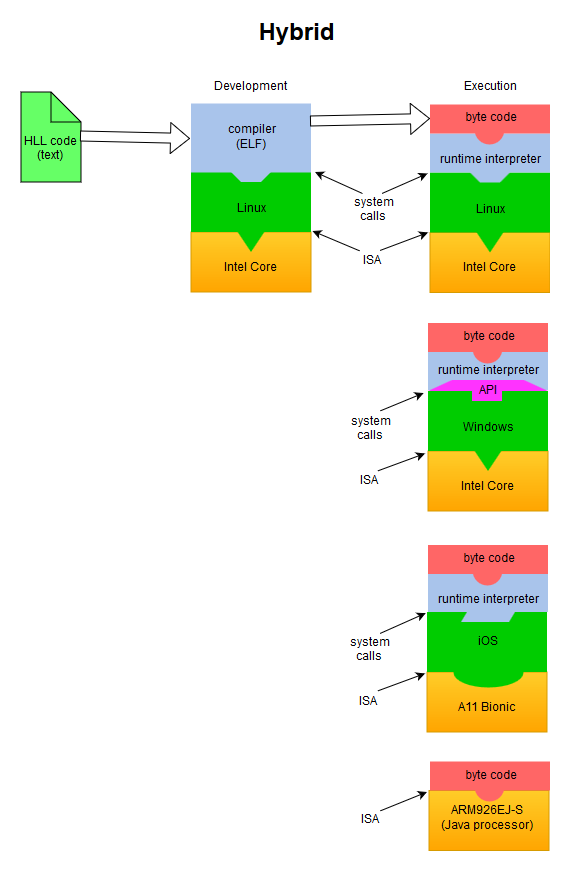 Hybrid
Development
Execution
HLL code
(text)
compiler
(ELF)
Linux
Intel Core
byte code
runtime interpreter
Linux
Intel Core
system
calls
ISA
byte code
runtime interpreter
API
Windows
Intel Core
system
calls
ISA
byte code
runtime interpreter
iOS
A11 Bionic
system
calls
ISA
byte code
ARM926EJ-S
(Java processor)
ISA